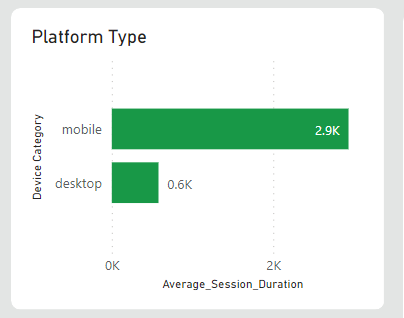 Platform Type
Device Category
mobile
2.9K
desktop
0.6K
0K
2K
Average_Session_Duration